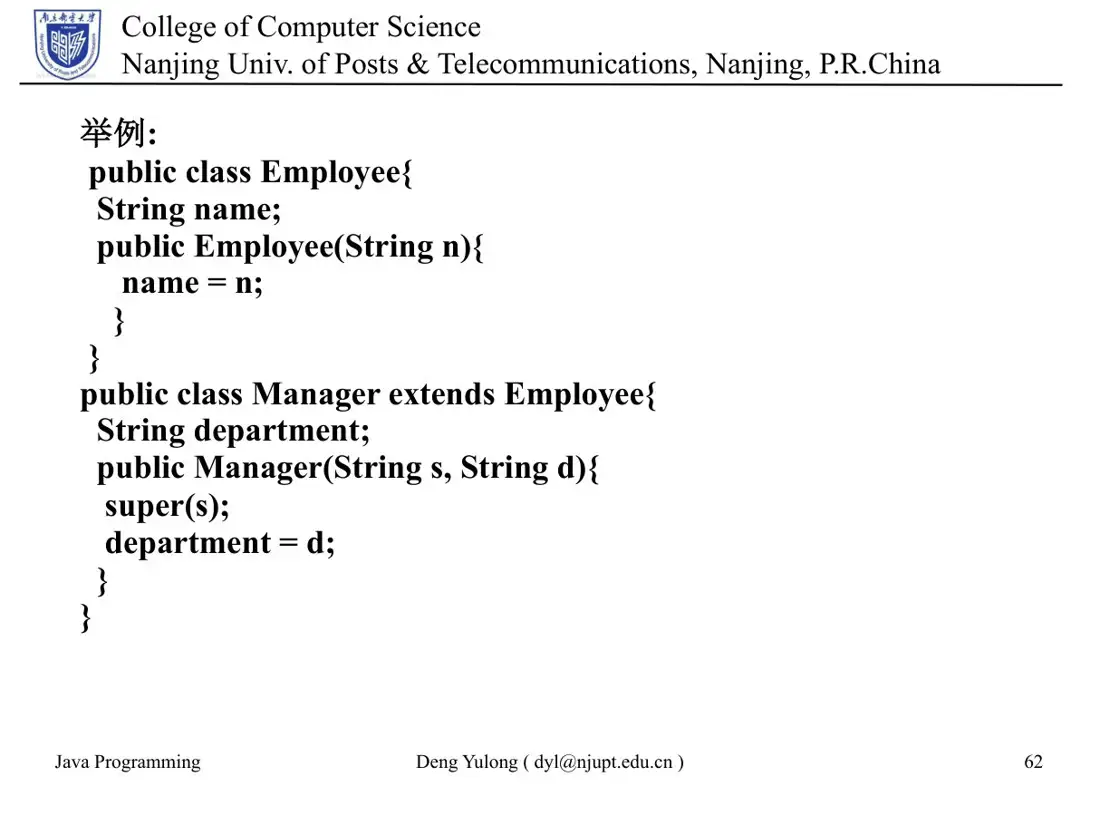 College of Computer Science
Nanjing Univ. of Posts & Telecommunications, Nanjing, P.R.China
举例:
public class Employee{
String name;
public Employee(String n){
name = n;
}
}
public class Manager extends Employee{
String department;
public Manager(String s, String d){
super(s);
department = d;
}
}
Java Programming
Deng Yulong ( dyl@njupt.edu.cn )
62